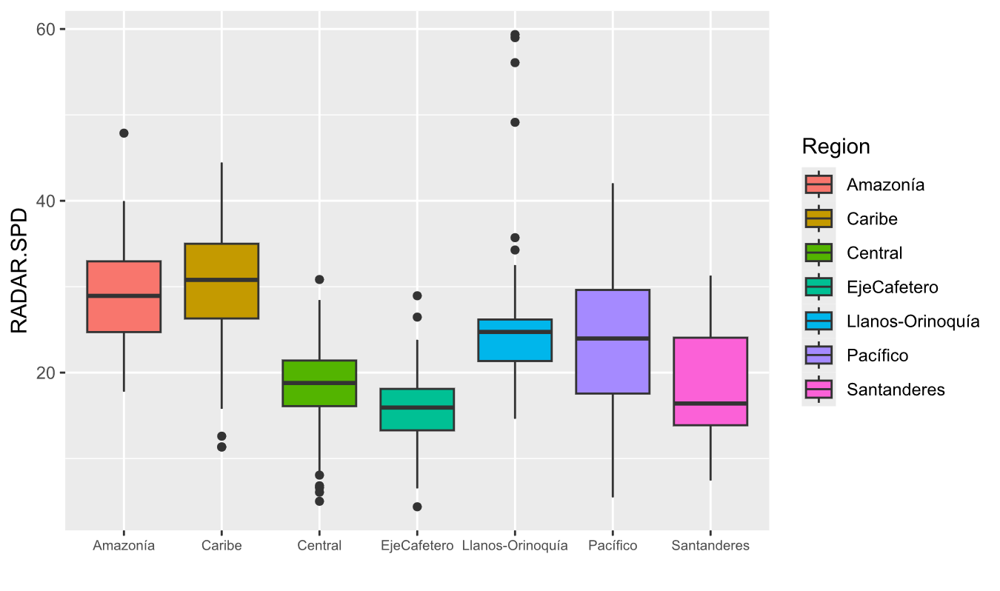 60
40
20
RADAR.SPD
Amazonía
Caribe
Central
EjeCafetero
Llanos-Orinoquía
Pacífico
Santanderes
Region
Amazonía
Caribe
Central
EjeCafetero
Llanos-Orinoquía
Pacífico
Santanderes